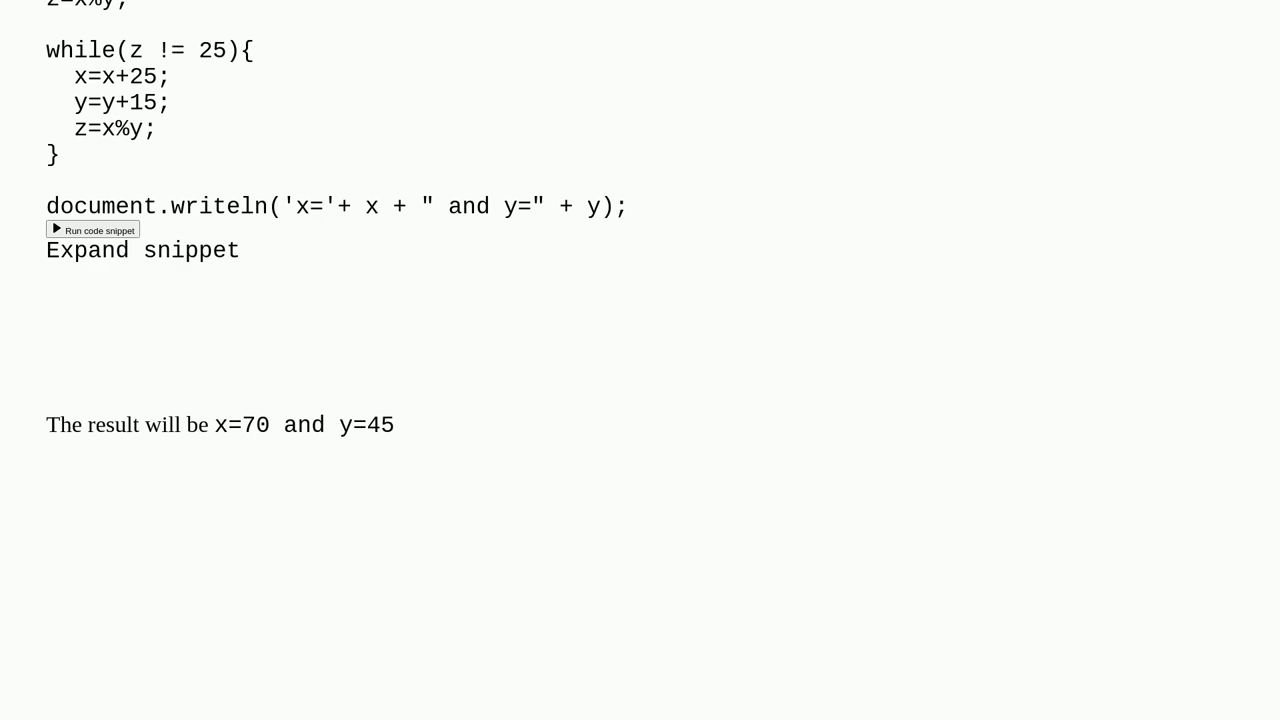 z=x%y;
while(z != 25){
  x=x+25;
  y=y+15;
  z=x%y;
}
document.writeln('x='+ x + " and y=" + y);
Run code snippet
Expand snippet
The result will be x=70 and y=45